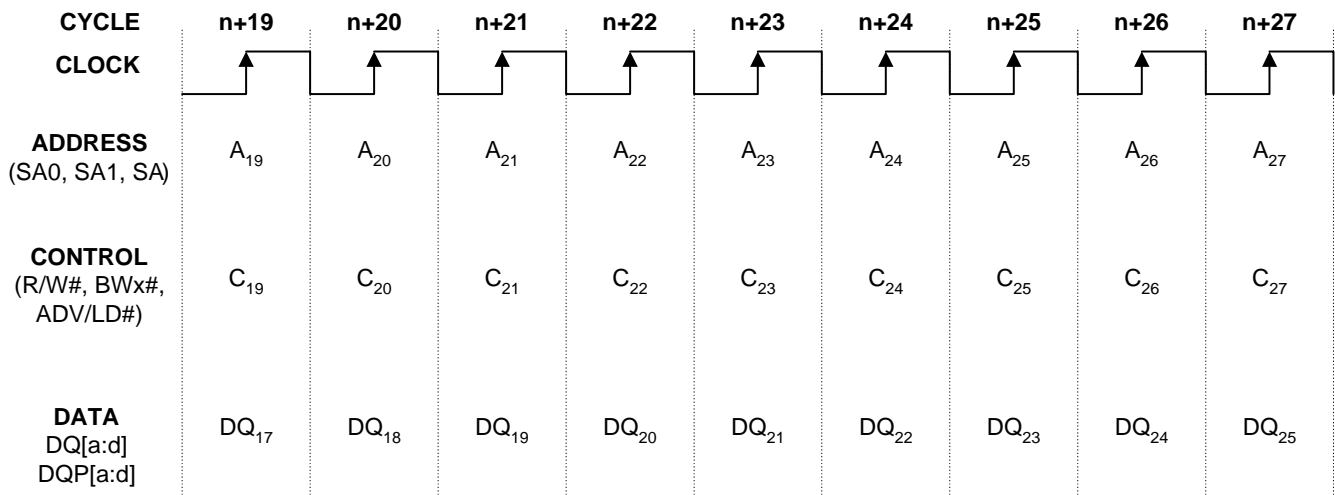 CYCLE n+19 n+20 n+21 n+22 n+23 n+24 n+25 n+26 n+27
CLOCK
ADDRESS
(SA0, SA1, SA)
A19 A20 A21 A22 A23 A24 A25 A26 A27
CONTROL
(R/W#, BWx#,
ADV/LD#)
C19 C20 C21 C22 C23 C24 C25 C26 C27
DATA
DQ[a:d]
DQP[a:d]
DQ17 DQ18 DQ19 DQ20 DQ21 DQ22 DQ23 DQ24 DQ25